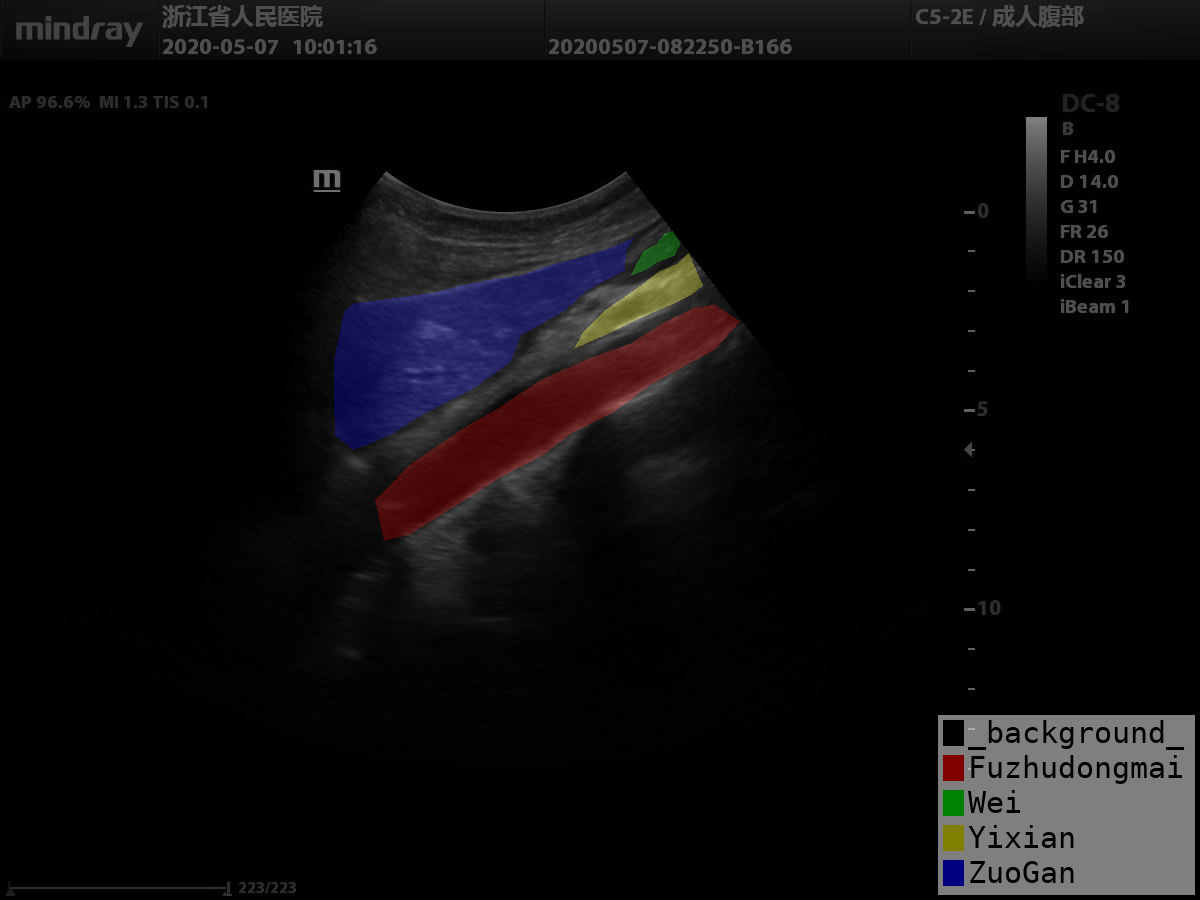 mindray
浙江省人民医院
2020-05-07 10:01:16
20200507-082250-B166
C5-2E / 成人腹部
AP 96.6% MI 1.3 TIS 0.1
m
DC-8
B
F H4.0
D 14.0
G 31
FR 26
DR 150
iClear 3
iBeam 1
0
5
10
_background_
Fuzhudongmai
Wei
Yixian
ZuoGan
223/223